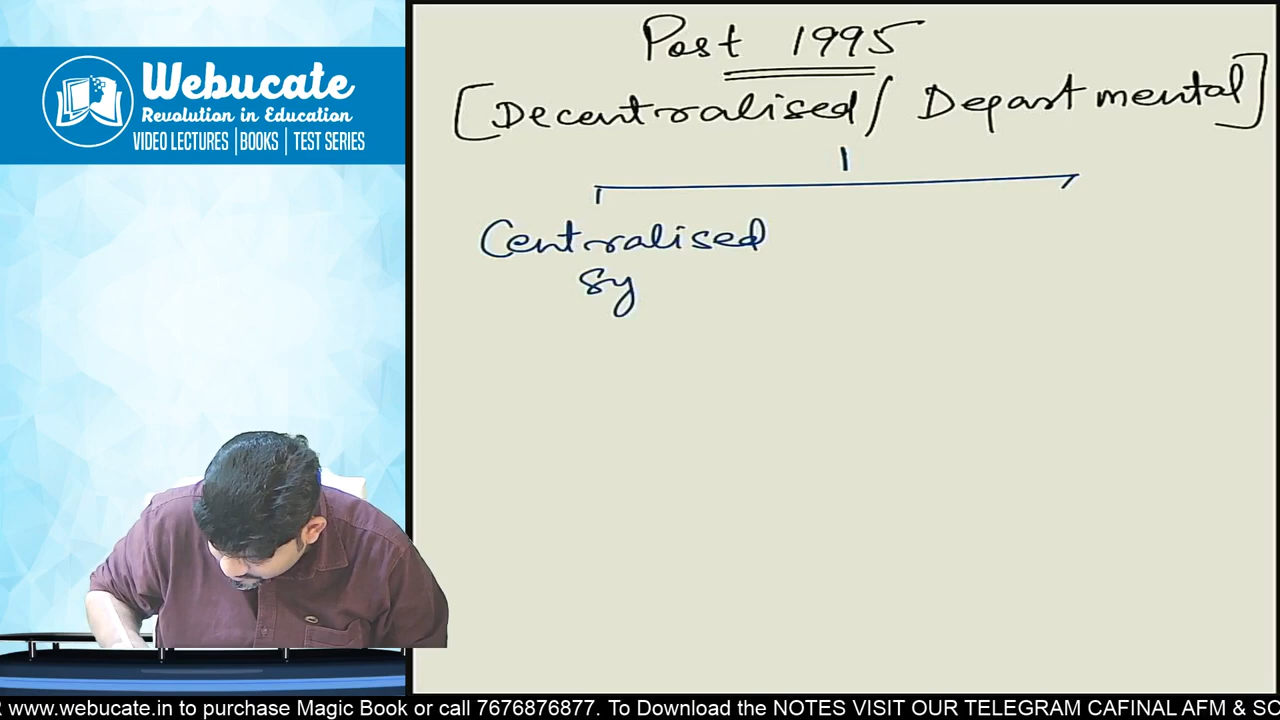 Webucate
Revolution in Education
VIDEO LECTURES | BOOKS | TEST SERIES
Post 1995
[Decentralised / Departmental]
Centralised
Sy
www.webucate.in to purchase Magic Book or call 7676876877. To Download the NOTES VISIT OUR TELEGRAM CAFINAL AFM & SC